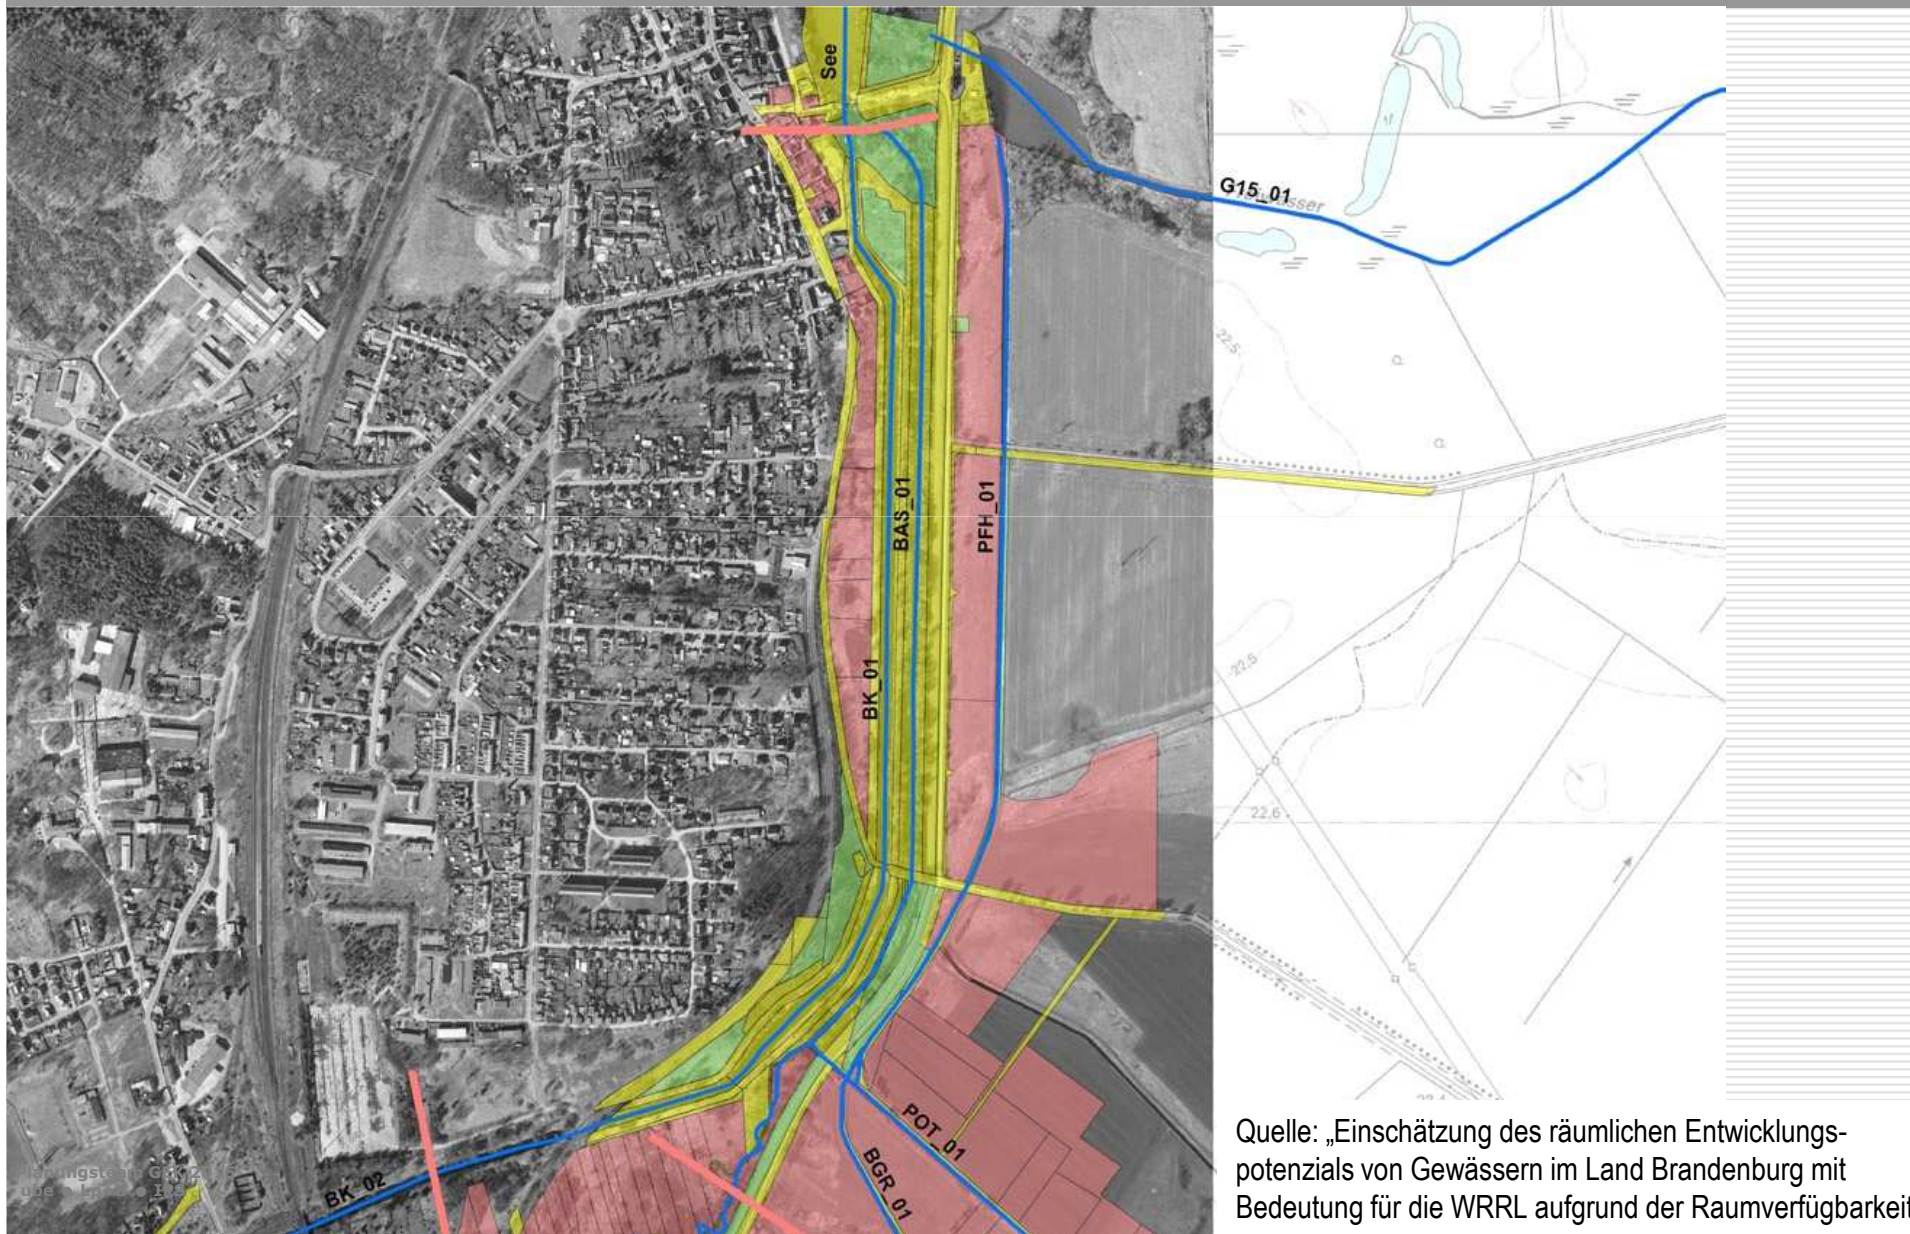 See
G15_01
22.5
BAS_01
PFH_01
BK_01
22.5
22.6
POT_01
BGR_01
BK_02
Quelle: „Einschätzung des räumlichen Entwicklungs-
potenzials von Gewässern im Land Brandenburg mit
Bedeutung für die WRRL aufgrund der Raumverfügbarkeit